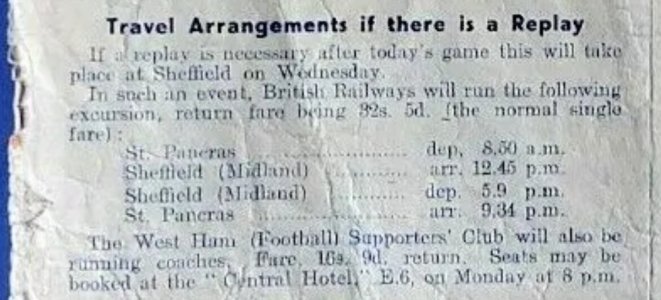 Travel Arrangements if there is a Replay
If a replay is necessary after today's game this will take
place at Sheffield on Wednesday.
In such an event, British Railways will run the following
excursion, return fare being 32s. 5d. (the normal single
fare) :
St. Pancras ................ dep. 8.50 a.m.
Sheffield (Midland) ................ arr. 12.45 p.m.
Sheffield (Midland) ................ dep. 5.9 p.m.
St. Pancras ................ arr. 9.34 p.m.
The West Ham (Football) Supporters' Club will also be
running coaches. Fare, 16s. 9d. return. Seats may be
booked at the "Central Hotel," E.6, on Monday at 8 p.m.